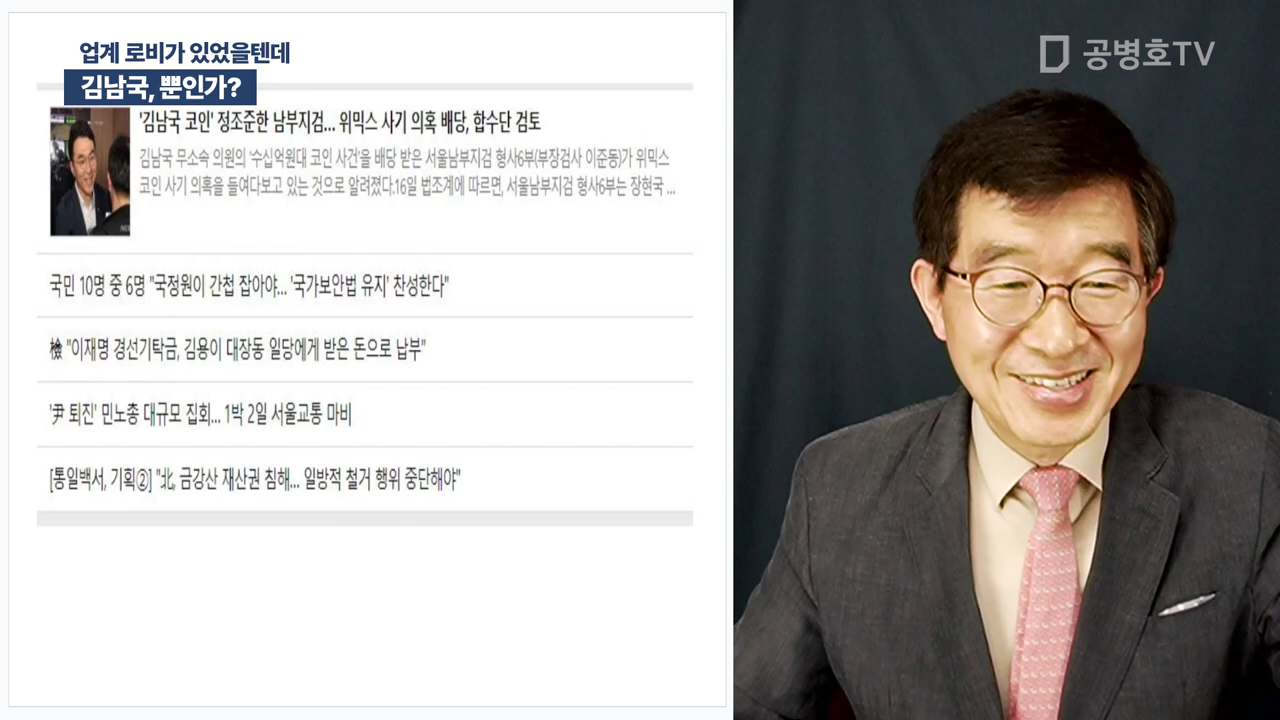 업계 로비가 있었을텐데
김남국, 뿐인가?
공병호TV
'김남국 코인' 정조준한 남부지검... 위믹스 사기 의혹 배당, 합수단 검토
김남국 무소속 의원의 '수십억원대 코인 사건'을 배당 받은 서울남부지검 형사6부(부장검사 이준동)가 위믹스
코인 사기 의혹을 들여다보고 있는 것으로 알려졌다.16일 법조계에 따르면, 서울남부지검 형사6부는 장현국 ...
국민 10명 중 6명 "국정원이 간첩 잡아야... '국가보안법 유지' 찬성한다"
檢 "이재명 경선기탁금, 김용이 대장동 일당에게 받은 돈으로 납부"
'尹 퇴진' 민노총 대규모 집회... 1박 2일 서울교통 마비
[통일백서, 기획②] "北, 금강산 재산권 침해... 일방적 철거 행위 중단해야"